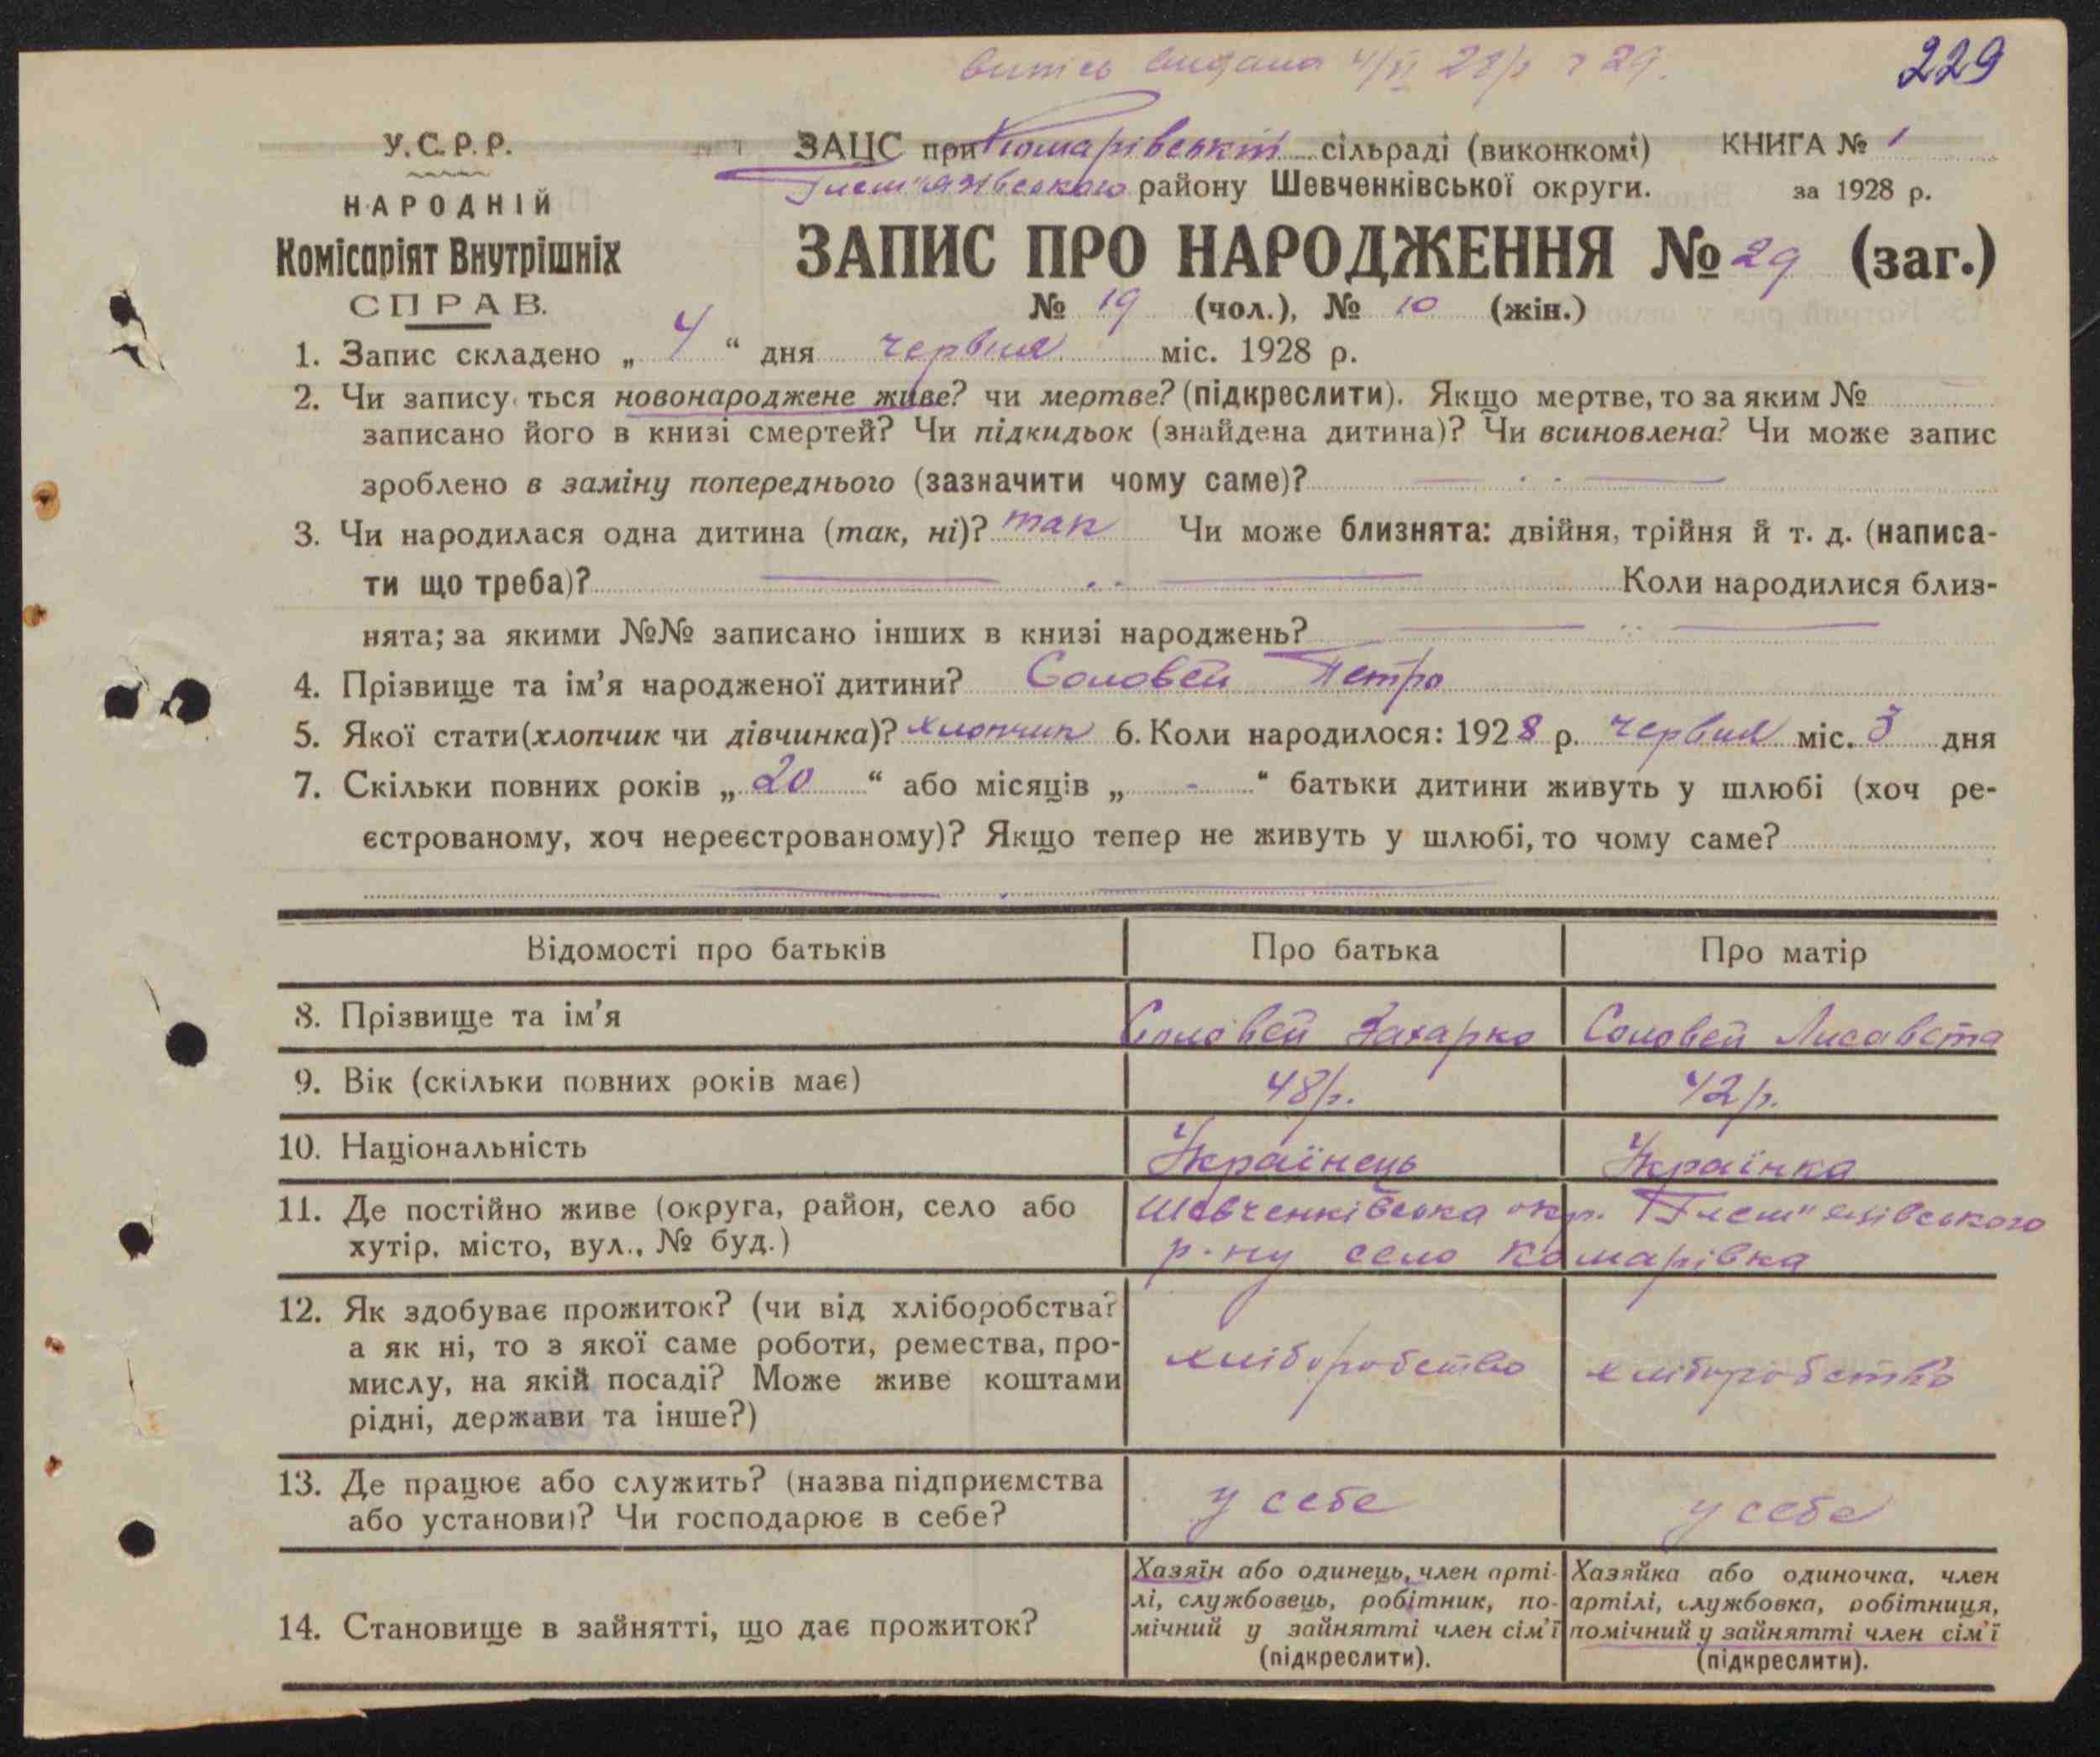 витісь видана 4/VI 28р № 29.
229
У.С.Р.Р.
НАРОДНІЙ
Комісаріят Внутрішніх
СПРАВ.
ЗАЦС при Комарівській сільраді (виконкомі) КНИГА № 1
Гельм'язівського району Шевченківської округи. за 1928 р.
ЗАПИС ПРО НАРОДЖЕННЯ № 29 (заг.)
№ 19 (чол.), № 10 (жін.)
1. Запис складено „ 4 “ дня червня міс. 1928 р.
2. Чи запису ться новонароджене живе? чи мертве? (підкреслити). Якщо мертве, то за яким №
записано його в книзі смертей? Чи підкидьок (знайдена дитина)? Чи всиновлена? Чи може запис
зроблено в заміну попереднього (зазначити чому саме)?
3. Чи народилася одна дитина (так, ні)? так Чи може близнята: двійня, трійня й т. д. (написа-
ти що треба)? Коли народилися близ-
нята; за якими №№ записано інших в книзі народжень?
4. Прізвище та ім’я народженої дитини? Соловей Петро
5. Якої стати (хлопчик чи дівчинка)? хлопчик 6. Коли народилося: 1928 р. червня міс. 3 дня
7. Скільки повних років „ 20 “ або місяців „ - “ батьки дитини живуть у шлюбі (хоч ре-
єстрованому, хоч нереєстрованому)? Якщо тепер не живуть у шлюбі, то чому саме?
Відомості про батьків Про батька Про матір
8. Прізвище та ім’я Соловей Захарко Соловей Лисавета
9. Вік (скільки повних років має) 48р. 42р.
10. Національність Українець Українка
11. Де постійно живе (округа, район, село або Шевченківська окр. Гельм'язівського
хутір, місто, вул., № буд.) р-ну село Комарівка
12. Як здобуває прожиток? (чи від хліборобства?
а як ні, то з якої саме роботи, ремества, про-
мислу, на якій посаді? Може живе коштами
рідні, держави та інше?)
хліборобство хліборобство
13. Де працює або служить? (назва підприємства
або установи)? Чи господарює в себе?
у себе у себе
14. Становище в зайнятті, що дає прожиток?
Хазяїн або одинець, член арті-
лі, службовець, робітник, по-
мічний у зайнятті член сім’ї
(підкреслити).
Хазяйка або одиночка, член
артілі, службовка, робітниця,
помічний у зайнятті член сім’ї
(підкреслити).